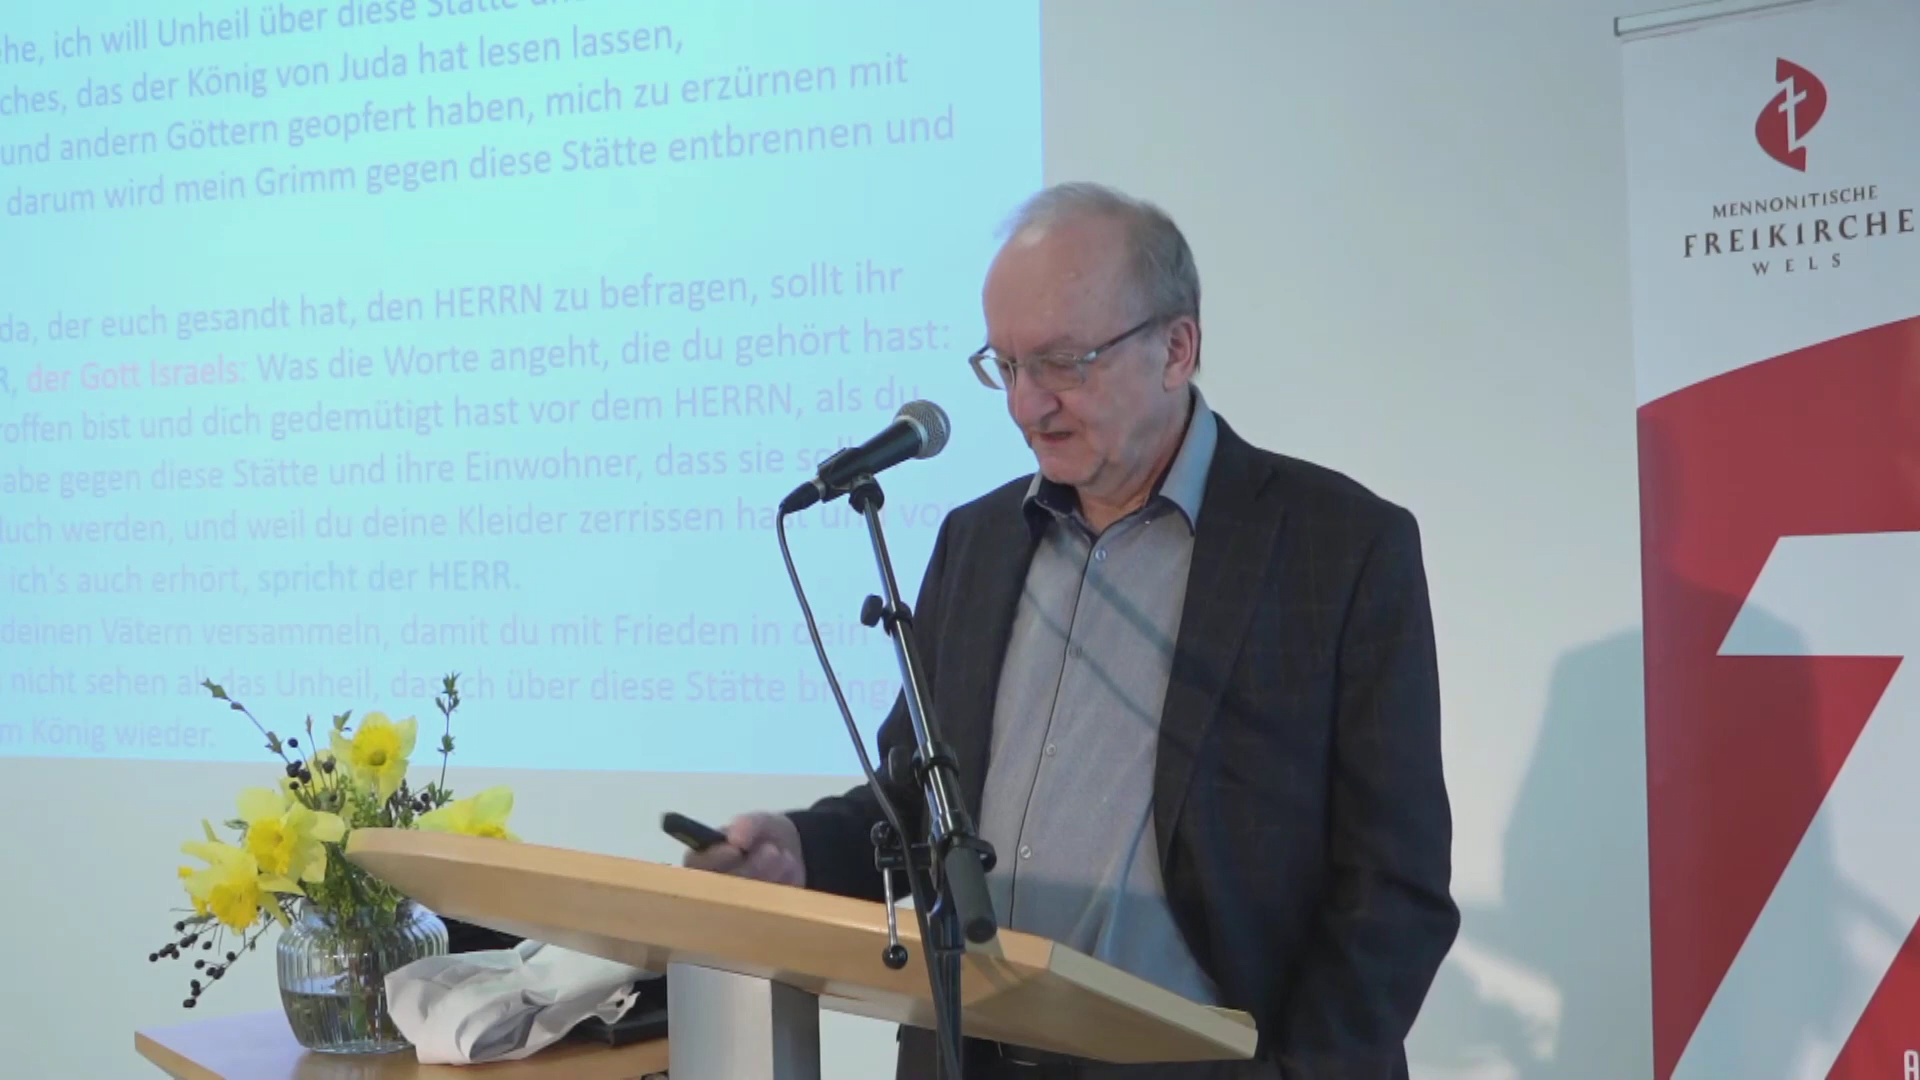 ehe, ich will Unheil über diese Stätte
ches, das der König von Juda hat lesen lassen,
und andern Göttern geopfert haben, mich zu erzürnen mit
darum wird mein Grimm gegen diese Stätte entbrennen und
da, der euch gesandt hat, den HERRN zu befragen, sollt ihr
R, der Gott Israels: Was die Worte angeht, die du gehört hast:
roffen bist und dich gedemütigt hast vor dem HERRN, als du
abe gegen diese Stätte und ihre Einwohner, dass sie
luch werden, und weil du deine Kleider zerrissen hast und vo
ich's auch erhört, spricht der HERR.
deinen Vätern versammeln, damit du mit Frieden in dein
nicht sehen all das Unheil, das ich über diese Stätte bringe
m König wieder.
MENNONITISCHE
FREIKIRCHE
WELS